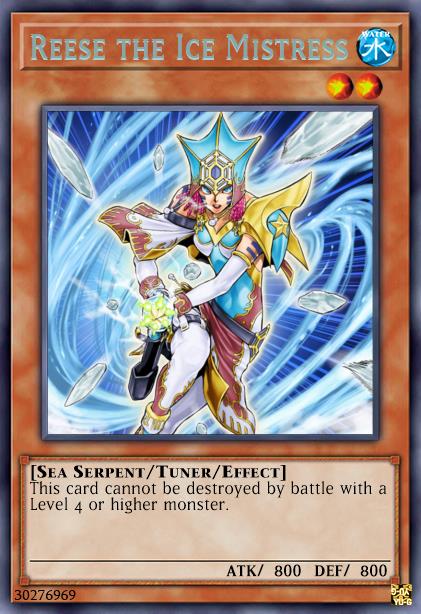 Reese the Ice Mistress
WATER
水
[Sea Serpent/Tuner/Effect]
This card cannot be destroyed by battle with a
Level 4 or higher monster.
ATK/ 800 DEF/ 800
30276969